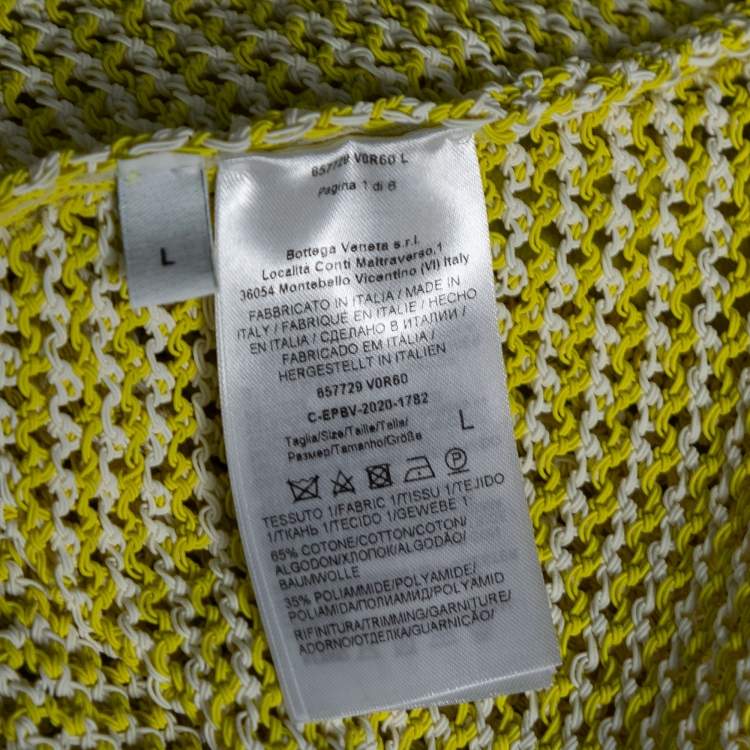 L
657729 V0R60 L
Pagina 1 di 6
Bottega Veneta s.r.l.
Località Conti Maltraverso,1
36054 Montebello Vicentino (VI) Italy
FABBRICATO IN ITALIA / MADE IN
ITALY / FABRIQUÉ EN ITALIE / HECHO
EN ITALIA / СДЕЛАНО В ИТАЛИИ /
FABRICADO EM ITALIA /
HERGESTELLT IN ITALIEN
657729 V0R60
C-EPBV-2020-1782
Taglia/Size/Taille/Talla/
Размер/Tamanho/Größe
L
P
TESSUTO 1/FABRIC 1/TISSU 1/TEJIDO
1/ТКАНЬ 1/TECIDO 1/GEWEBE 1
65% COTONE/COTTON/COTON/
ALGODON/ХЛОПОК/ALGODÃO/
BAUMWOLLE
35% POLIAMMIDE/POLYAMIDE/
POLIAMIDA/ПОЛИАМИД/POLYAMID
RIFINITURA/TRIMMING/GARNITURE/
ADORNO/ОТДЕЛКА/GUARNIÇÃO/